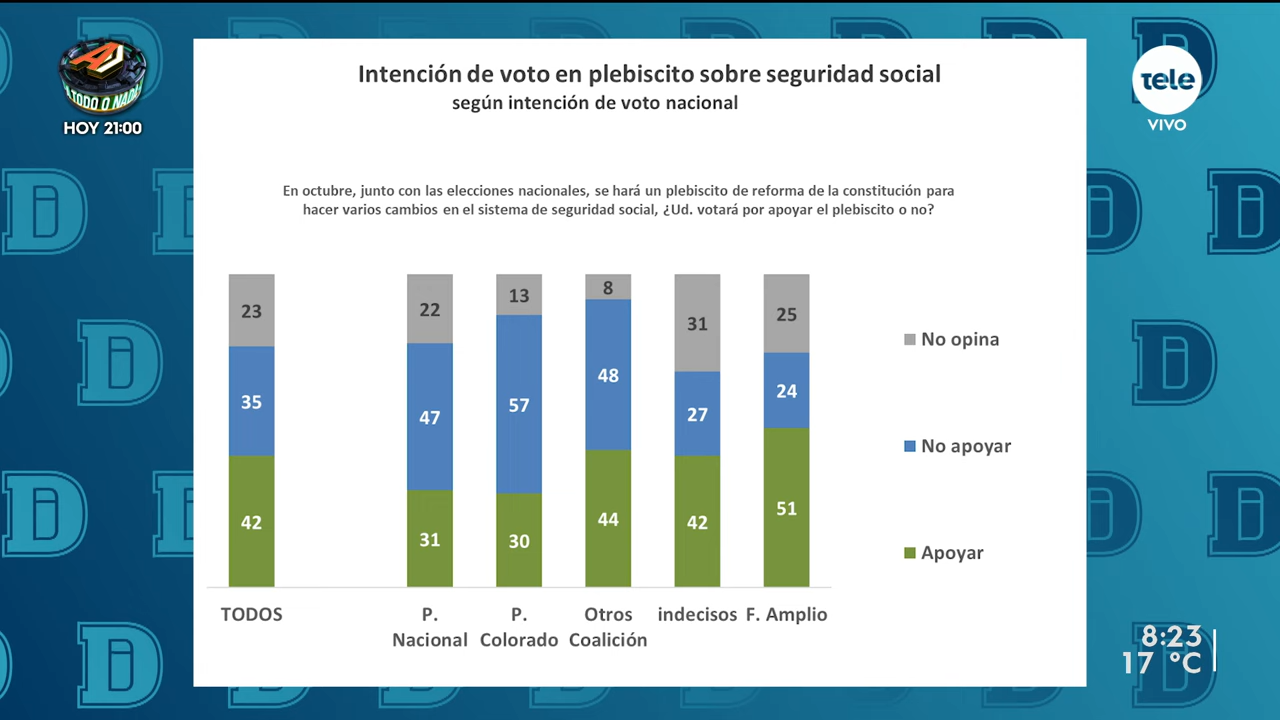 Intención de voto en plebiscito sobre seguridad social
según intención de voto nacional
A TODO O NADA
HOY 21:00
tele
VIVO
En octubre, junto con las elecciones nacionales, se hará un plebiscito de reforma de la constitución para
hacer varios cambios en el sistema de seguridad social, ¿Ud. votará por apoyar el plebiscito o no?
23 22 13 8 31 25
35 47 57 48 27 24
42 31 30 44 42 51
No opina
No apoyar
Apoyar
TODOS P. Nacional P. Colorado Otros Coalición indecisos F. Amplio
8:23
17 °C